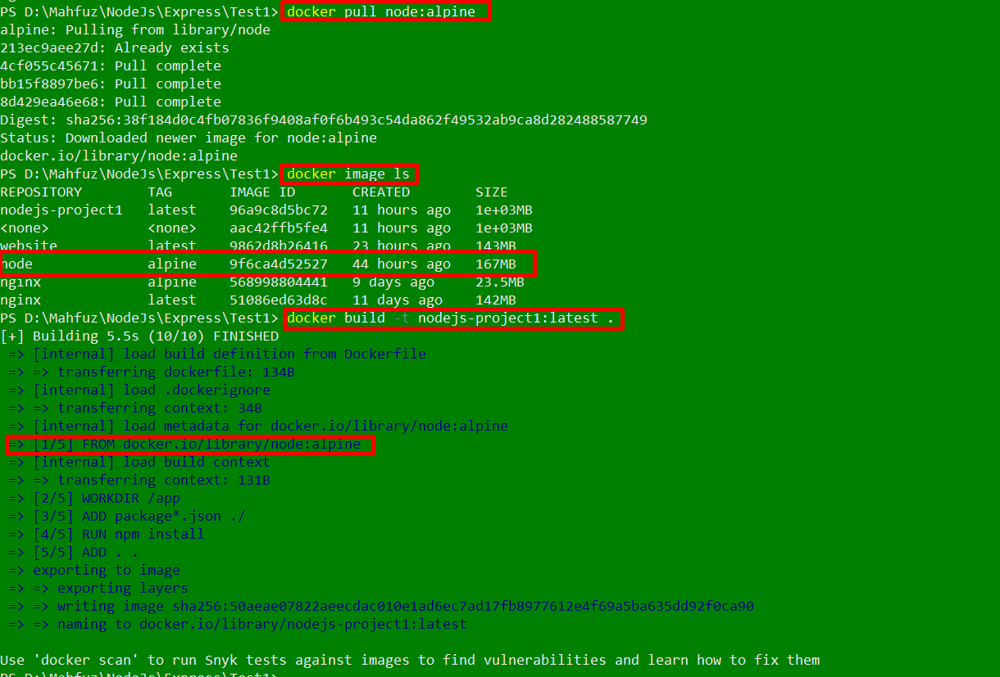 PS D:\Mahfuz\NodeJs\Express\Test1> docker pull node:alpine
alpine: Pulling from library/node
213ec9aee27d: Already exists
4cf055c45671: Pull complete
bb15f8897be6: Pull complete
8d429ea46e68: Pull complete
Digest: sha256:38f184d0c4fb07836f9408af0f6b493c54da862f49532ab9ca8d282488587749
Status: Downloaded newer image for node:alpine
docker.io/library/node:alpine
PS D:\Mahfuz\NodeJs\Express\Test1> docker image ls
REPOSITORY TAG IMAGE ID CREATED SIZE
nodejs-project1 latest 96a9c8d5bc72 11 hours ago 1e+03MB
<none> <none> aac42ffb5fe4 11 hours ago 1e+03MB
website latest 9862d8b26416 23 hours ago 143MB
node alpine 9f6ca4d52527 44 hours ago 167MB
nginx alpine 568998804441 9 days ago 23.5MB
nginx latest 51086ed63d8c 11 days ago 142MB
PS D:\Mahfuz\NodeJs\Express\Test1> docker build -t nodejs-project1:latest .
[+] Building 5.5s (10/10) FINISHED
=> [internal] load build definition from Dockerfile
=> => transferring dockerfile: 134B
=> [internal] load .dockerignore
=> => transferring context: 34B
=> [internal] load metadata for docker.io/library/node:alpine
=> [1/5] FROM docker.io/library/node:alpine
=> [internal] load build context
=> => transferring context: 131B
=> [2/5] WORKDIR /app
=> [3/5] ADD package*.json ./
=> [4/5] RUN npm install
=> [5/5] ADD . .
=> exporting to image
=> => exporting layers
=> => writing image sha256:50aeae07822aeecdac010e1ad6ec7ad17fb8977612e4f69a5ba635dd92f0ca90
=> => naming to docker.io/library/nodejs-project1:latest
Use 'docker scan' to run Snyk tests against images to find vulnerabilities and learn how to fix them
PS D:\Mahfuz\NodeJs\Express\Test1>